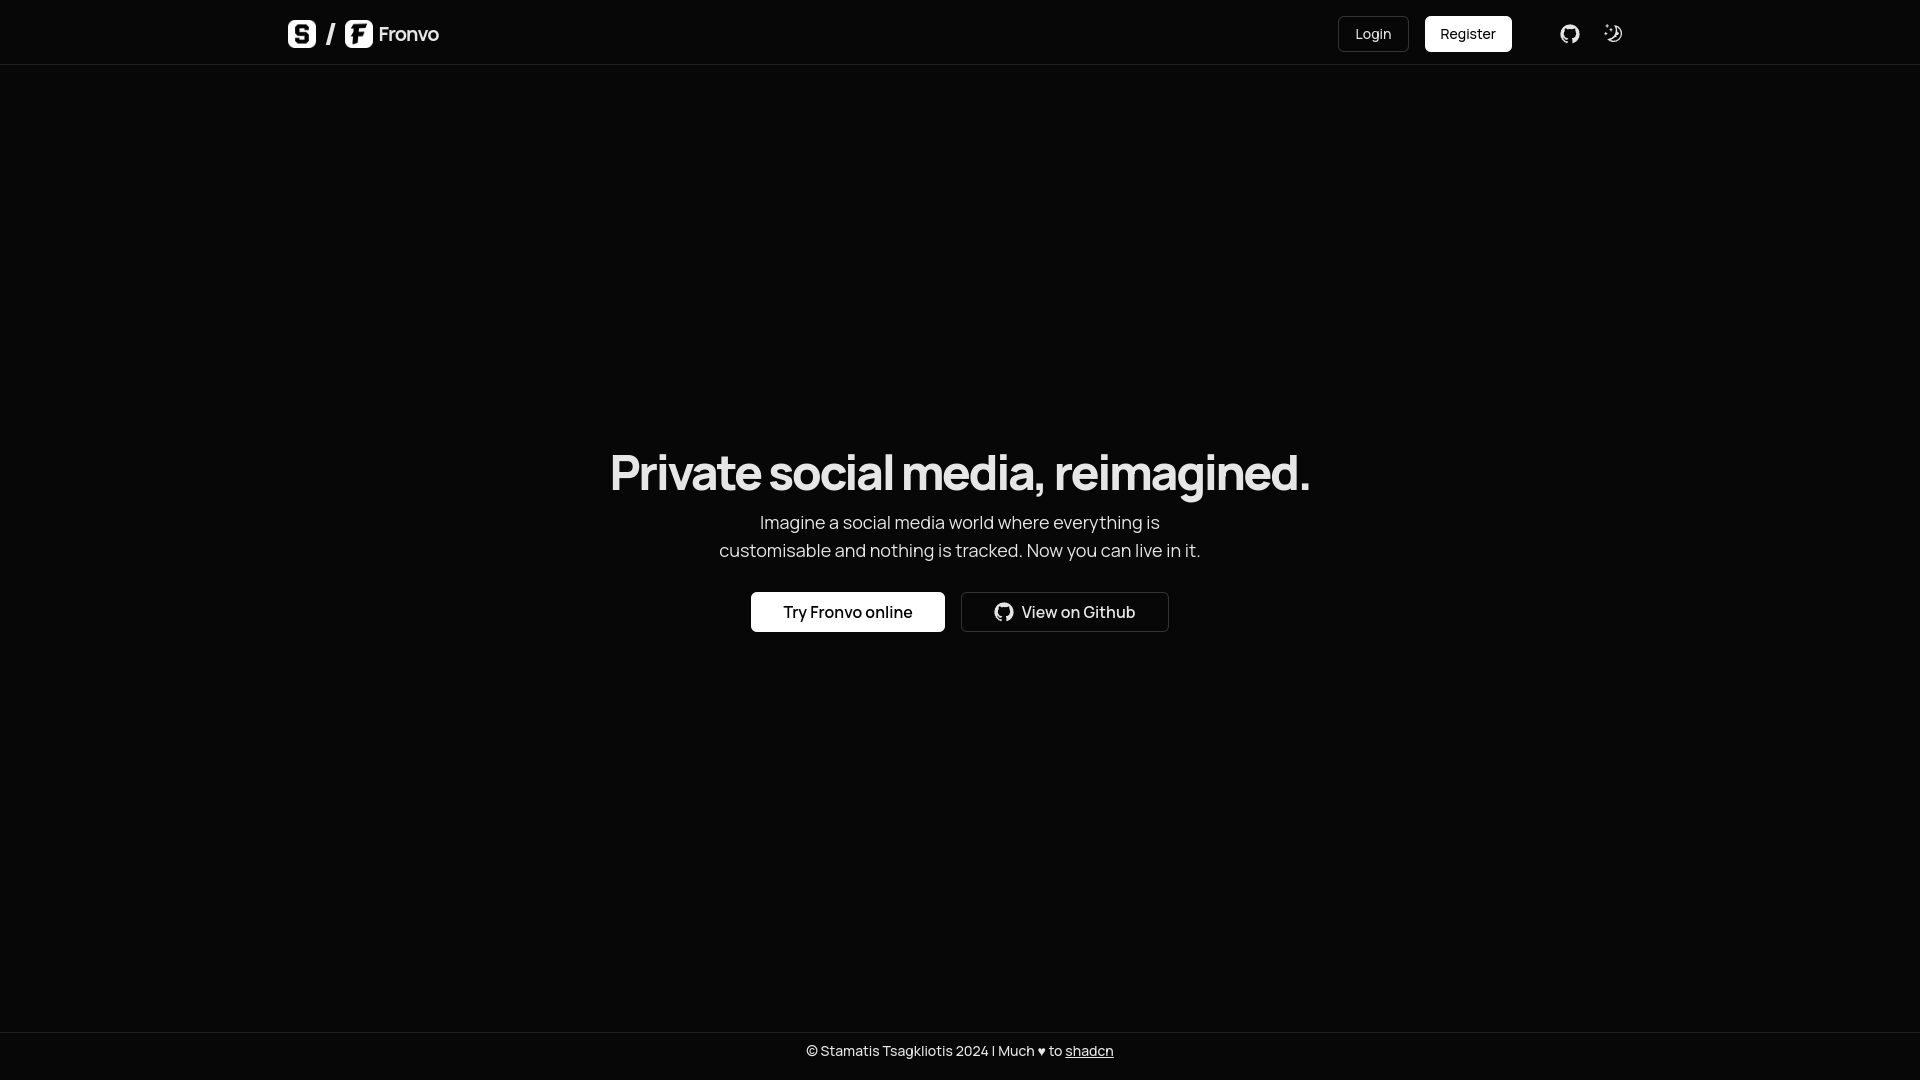 S / F Fronvo
Login
Register
Private social media, reimagined.
Imagine a social media world where everything is
customisable and nothing is tracked. Now you can live in it.
Try Fronvo online
View on Github
© Stamatis Tsagkliotis 2024 | Much ♥ to shadcn